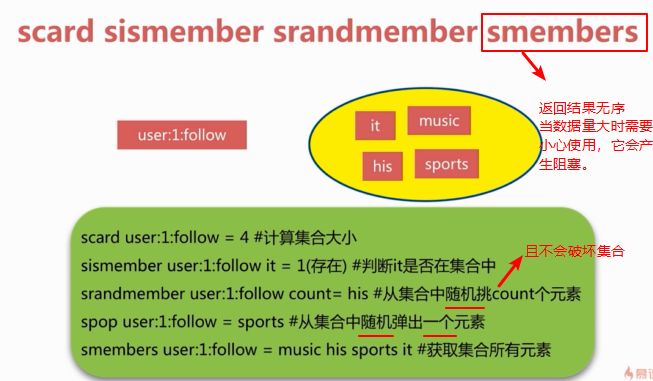 scard sismember srandmember smembers
返回结果无序
当数据量大时需要
小心使用，它会产
生阻塞。
user:1:follow
it
music
his
sports
scard user:1:follow = 4 #计算集合大小
且不会破坏集合
sismember user:1:follow it = 1(存在) #判断it是否在集合中
srandmember user:1:follow count= his #从集合中随机挑count个元素
spop user:1:follow = sports #从集合中随机弹出一个元素
smembers user:1:follow = music his sports it #获取集合所有元素